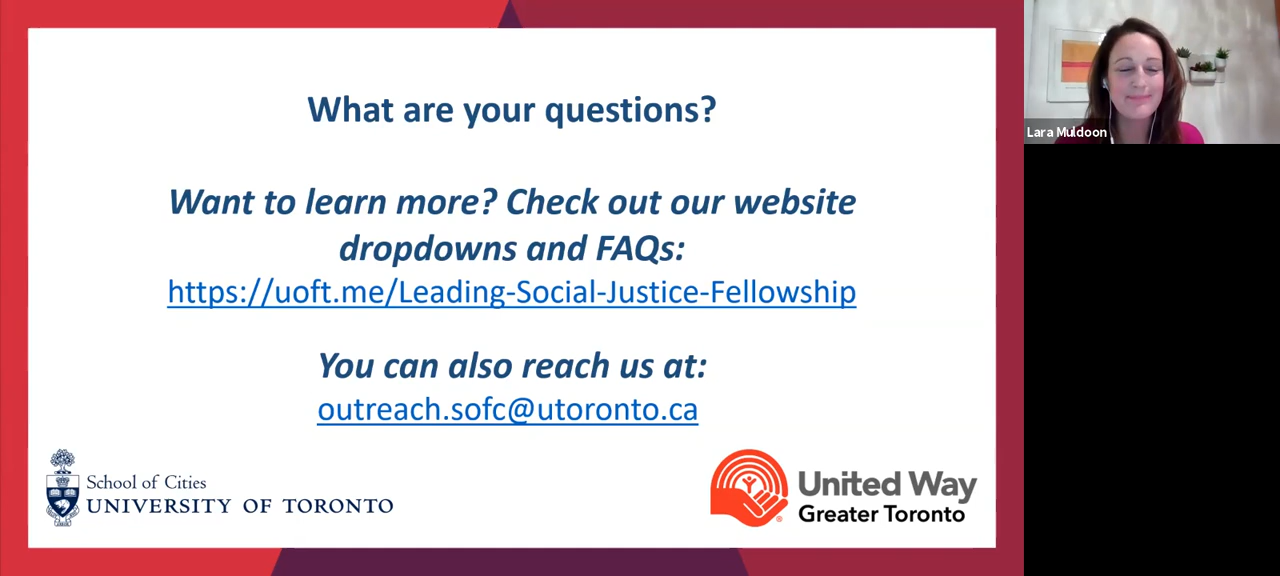 What are your questions?
Want to learn more? Check out our website
dropdowns and FAQs:
https://uoft.me/Leading-Social-Justice-Fellowship
You can also reach us at:
outreach.sofc@utoronto.ca
School of Cities
UNIVERSITY OF TORONTO
United Way
Greater Toronto
Lara Muldoon